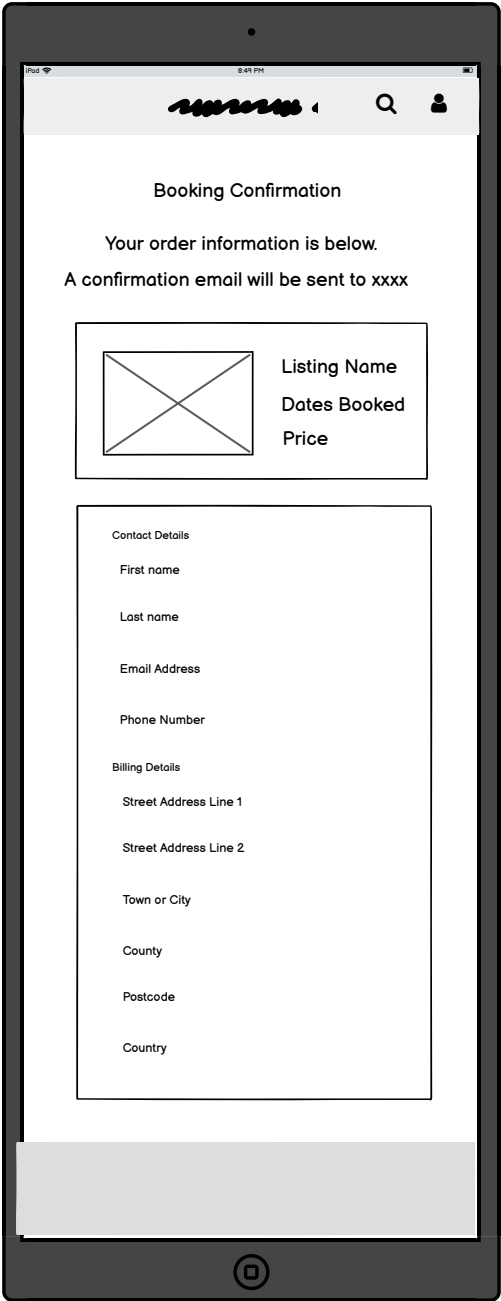 iPad
8:49 PM
Booking Confirmation
Your order information is below.
A confirmation email will be sent to xxxx
Listing Name
Dates Booked
Price
Contact Details
First name
Last name
Email Address
Phone Number
Billing Details
Street Address Line 1
Street Address Line 2
Town or City
County
Postcode
Country